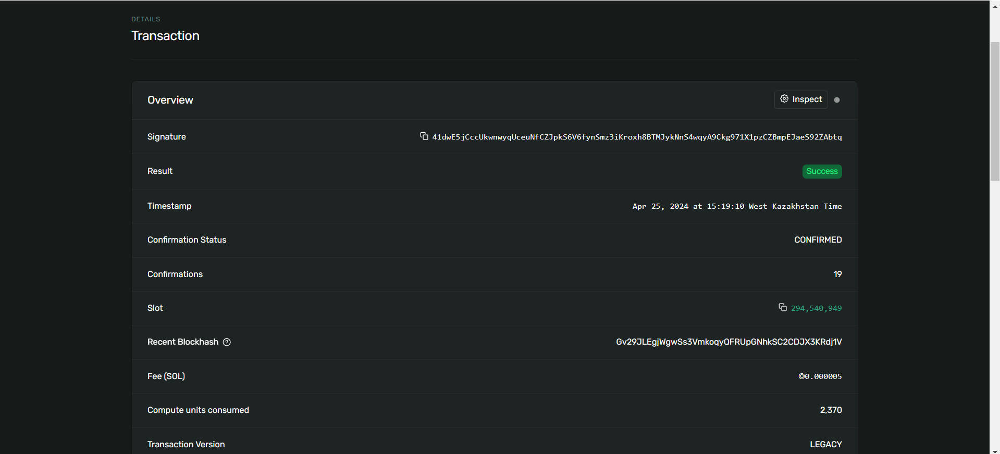 DETAILS
Transaction
Overview
Inspect
Signature
41dwE5jCccUkwnwyqUceuNfCZJpkS6V6fynSmz3iKroxh8BTMJykNnS4wqyA9Ckg971X1pzCZBmpEJaeS92ZAbtq
Result
Success
Timestamp
Apr 25, 2024 at 15:19:10 West Kazakhstan Time
Confirmation Status
CONFIRMED
Confirmations
19
Slot
294,540,949
Recent Blockhash
Gv29JLEgjWgwSs3VmkoqyQFRUpGNhkSC2CDJX3KRdj1V
Fee (SOL)
◎0.000005
Compute units consumed
2,370
Transaction Version
LEGACY